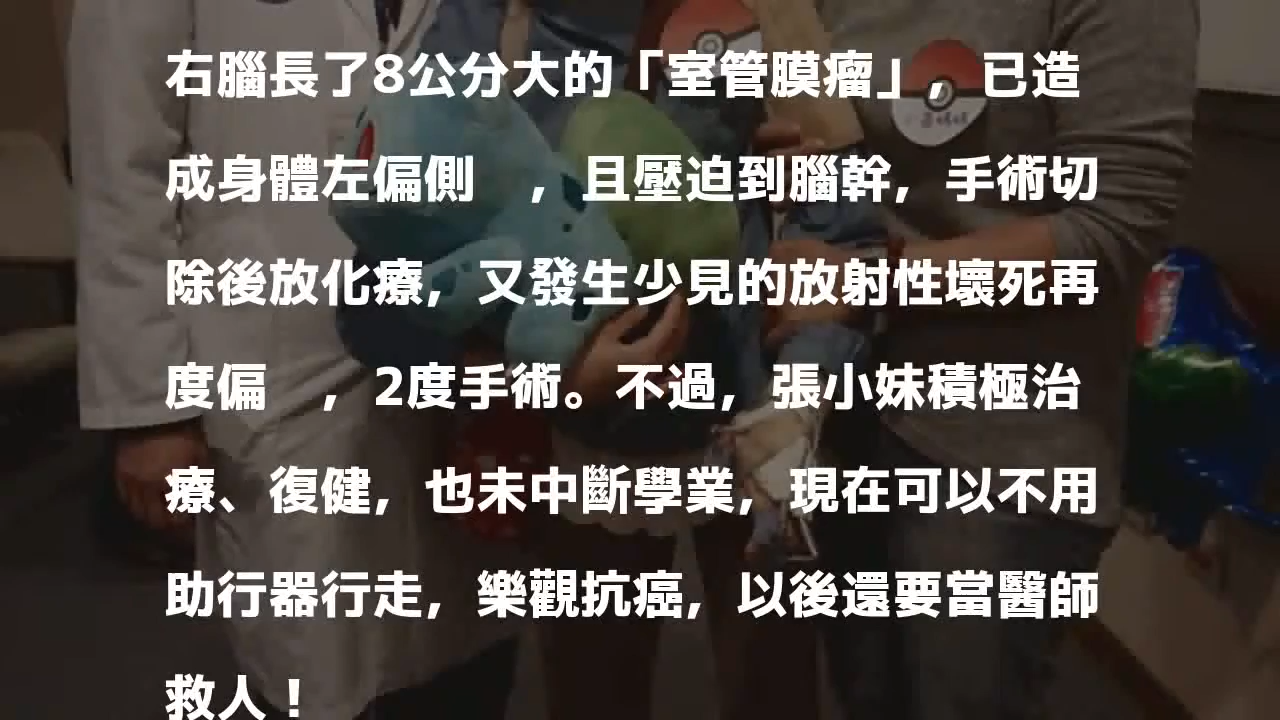 右腦長了8公分大的「室管膜瘤」，已造
成身體左偏側　，且壓迫到腦幹，手術切
除後放化療，又發生少見的放射性壞死再
度偏　，2度手術。不過，張小妹積極治
療、復健，也未中斷學業，現在可以不用
助行器行走，樂觀抗癌，以後還要當醫師
救人！